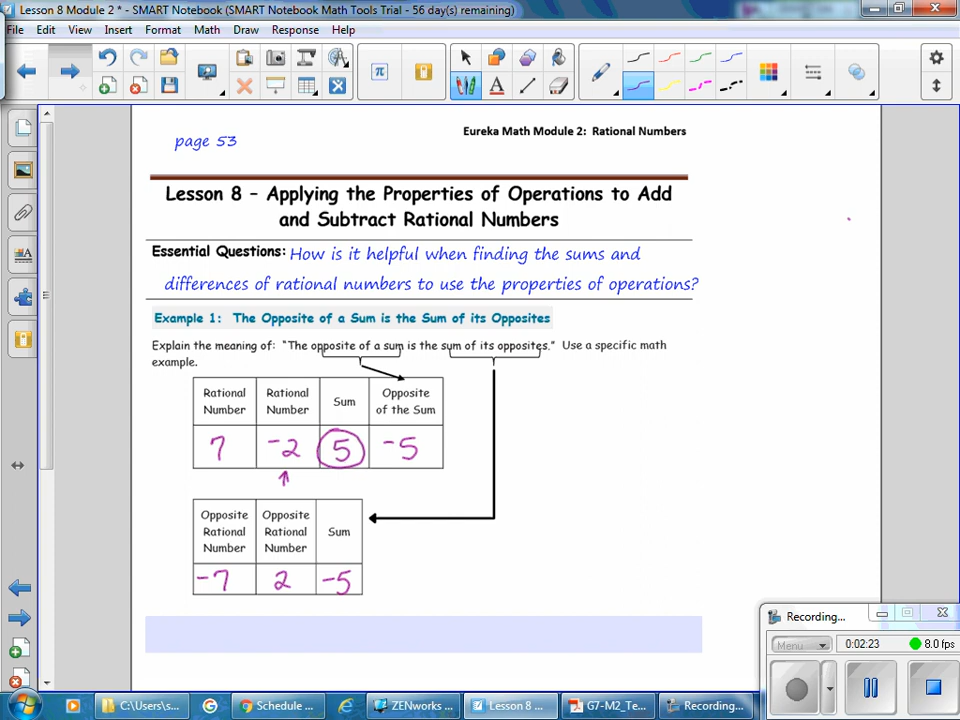 Lesson 8 Module 2 * - SMART Notebook (SMART Notebook Math Tools Trial - 56 day(s) remaining)
File Edit View Insert Format Math Draw Response Help
page 53
Eureka Math Module 2: Rational Numbers
Lesson 8 – Applying the Properties of Operations to Add
and Subtract Rational Numbers
Essential Questions: How is it helpful when finding the sums and
differences of rational numbers to use the properties of operations?
Example 1: The Opposite of a Sum is the Sum of its Opposites
Explain the meaning of: “The opposite of a sum is the sum of its opposites.” Use a specific math
example.
Rational Number
Rational Number
Sum
Opposite of the Sum
7 -2 5 -5
Opposite Rational Number
Opposite Rational Number
Sum
-7 2 -5
Recording...
Menu 0:02:23 8.0 fps
C:\Users\s... Schedule ... ZENworks ... Lesson 8 ... G7-M2_Te... Recording...